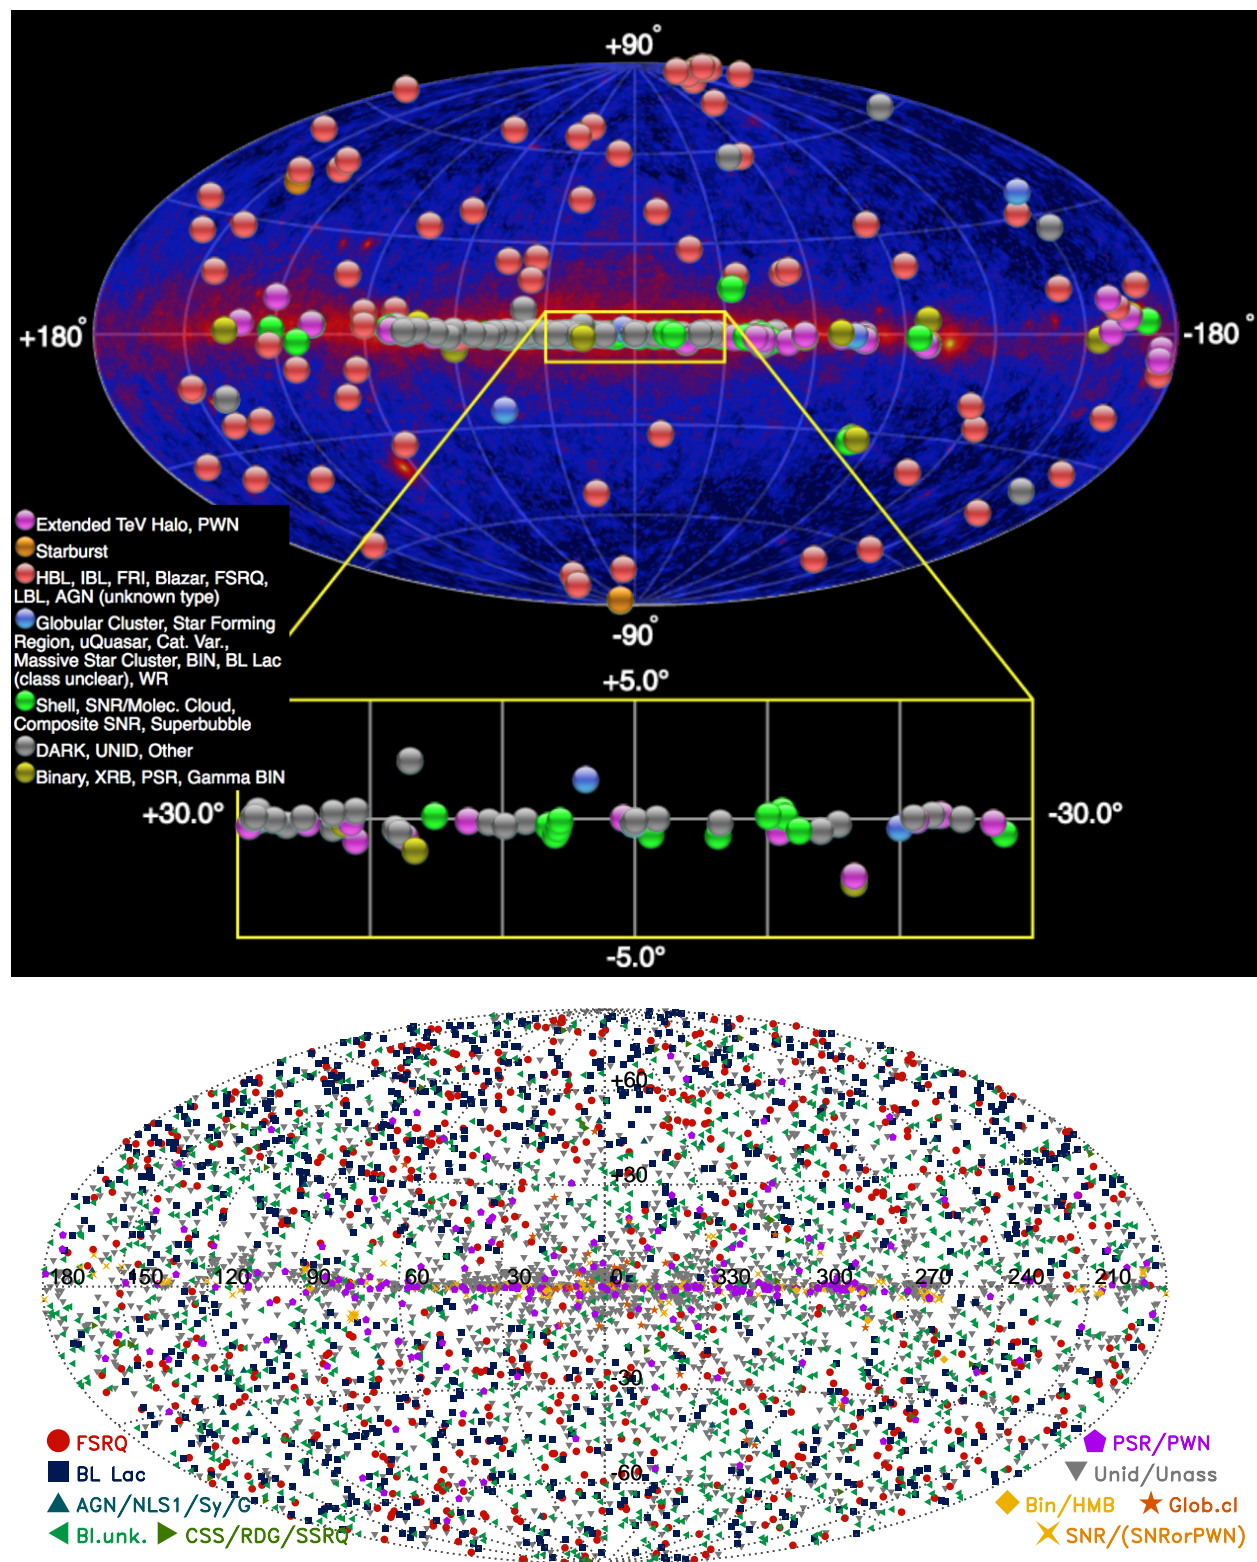 +90°
+180°
-180°
Extended TeV Halo, PWN
Starburst
HBL, IBL, FRI, Blazar, FSRQ,
LBL, AGN (unknown type)
Globular Cluster, Star Forming
Region, uQuasar, Cat. Var.,
Massive Star Cluster, BIN, BL Lac
(class unclear), WR
Shell, SNR/Molec. Cloud,
Composite SNR, Superbubble
DARK, UNID, Other
Binary, XRB, PSR, Gamma BIN
-90°
+5.0°
+30.0°
-30.0°
-5.0°
+60
+30
180 150 120 90 60 30 0 330 300 270 240 210
-30
-60
FSRQ
BL Lac
AGN/NLS1/Sy/G
Bl.unk. CSS/RDG/SSRQ
PSR/PWN
Unid/Unass
Bin/HMB Glob.cl
SNR/(SNRorPWN)